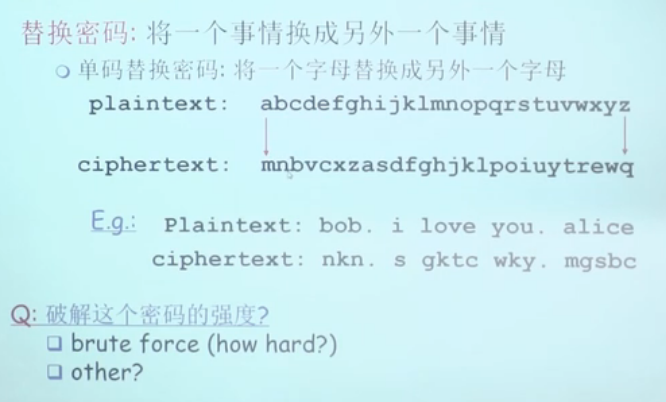 替换密码: 将一个事情换成另外一个事情
单码替换密码: 将一个字母替换成另外一个字母
plaintext: abcdefghijklmnopqrstuvwxyz
ciphertext: mnbvcxzasdfghjklpoiuytrewq
E.g.: Plaintext: bob. i love you. alice
ciphertext: nkn. s gktc wky. mgsbc
Q: 破解这个密码的强度?
brute force (how hard?)
other?